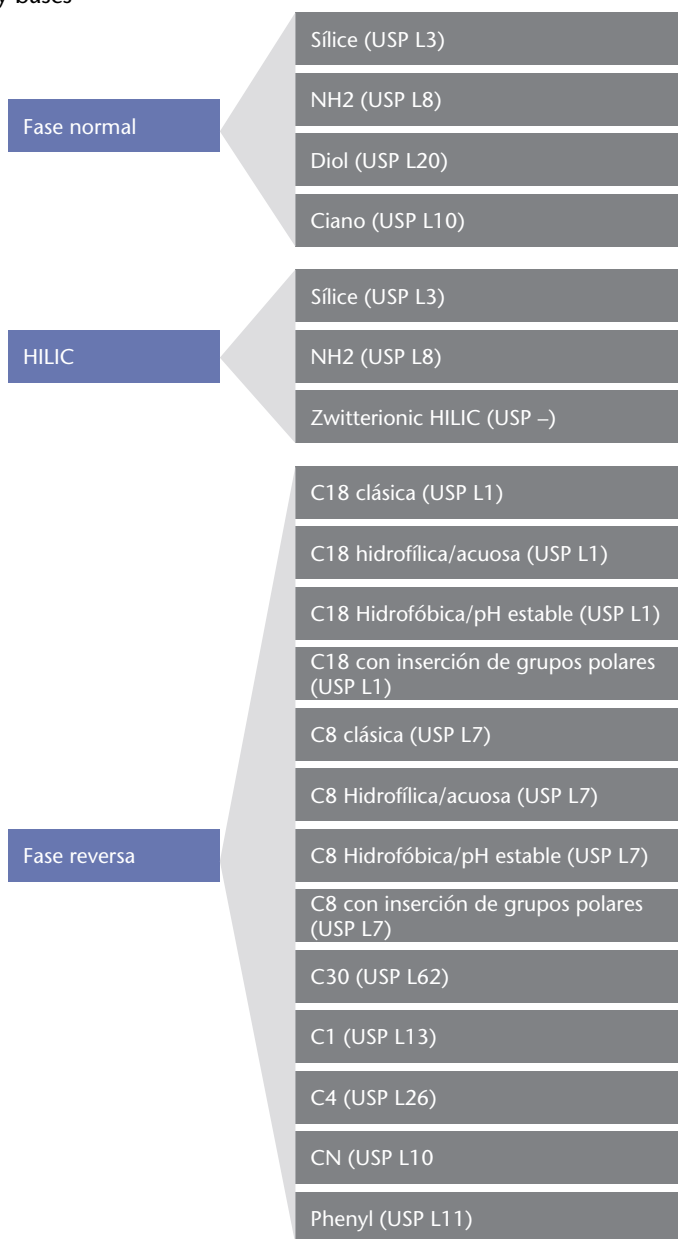 y bases
Fase normal
Sílice (USP L3)
NH2 (USP L8)
Diol (USP L20)
Ciano (USP L10)
HILIC
Sílice (USP L3)
NH2 (USP L8)
Zwitterionic HILIC (USP –)
Fase reversa
C18 clásica (USP L1)
C18 hidrofílica/acuosa (USP L1)
C18 Hidrofóbica/pH estable (USP L1)
C18 con inserción de grupos polares
(USP L1)
C8 clásica (USP L7)
C8 Hidrofílica/acuosa (USP L7)
C8 Hidrofóbica/pH estable (USP L7)
C8 con inserción de grupos polares
(USP L7)
C30 (USP L62)
C1 (USP L13)
C4 (USP L26)
CN (USP L10
Phenyl (USP L11)